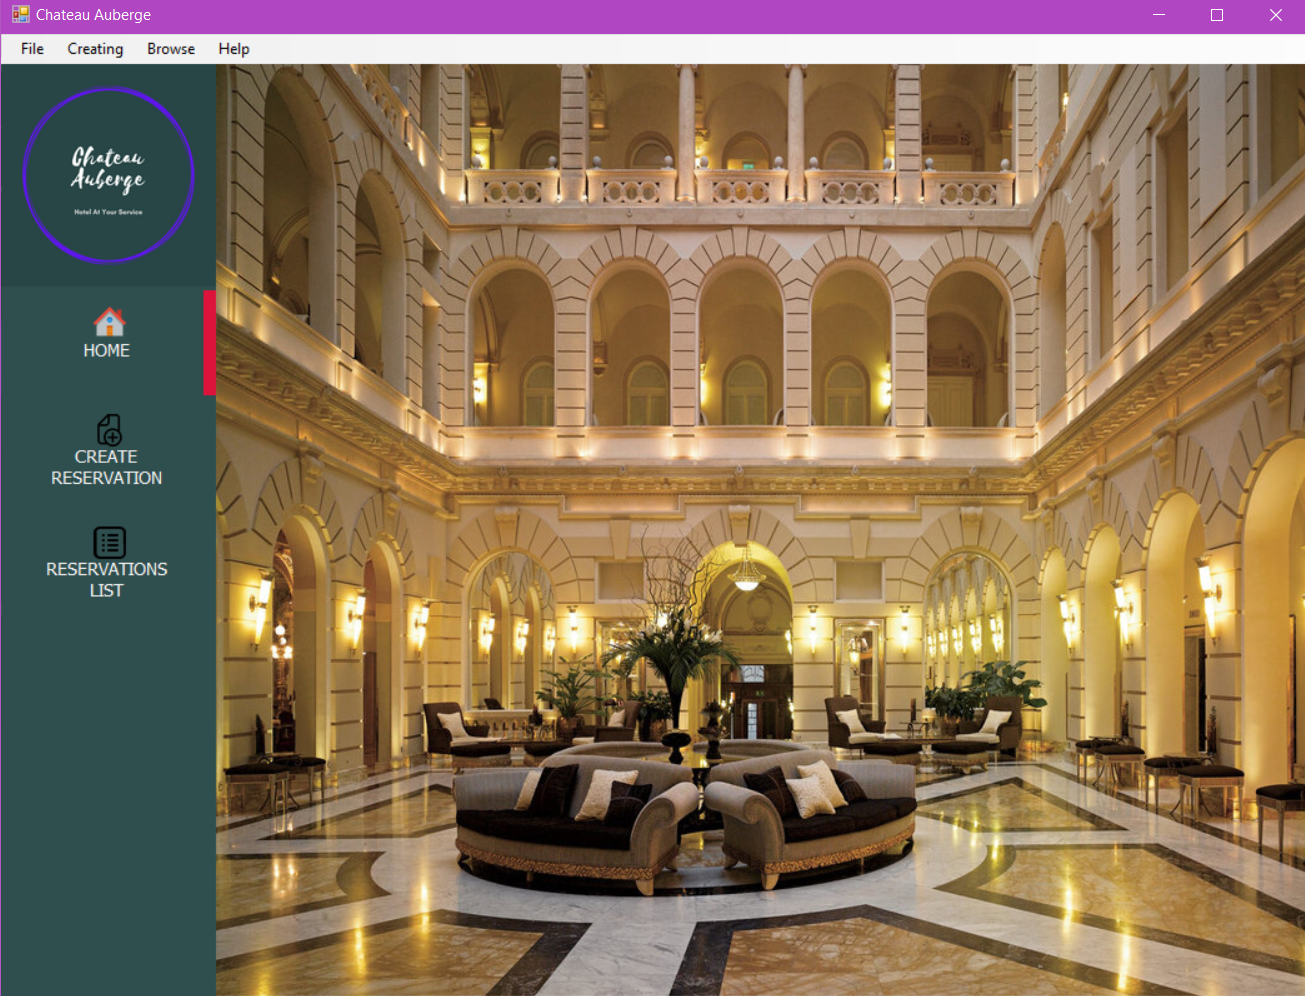 Chateau Auberge
File Creating Browse Help
Chateau
Auberge
Hotel At Your Service
HOME
CREATE
RESERVATION
RESERVATIONS
LIST